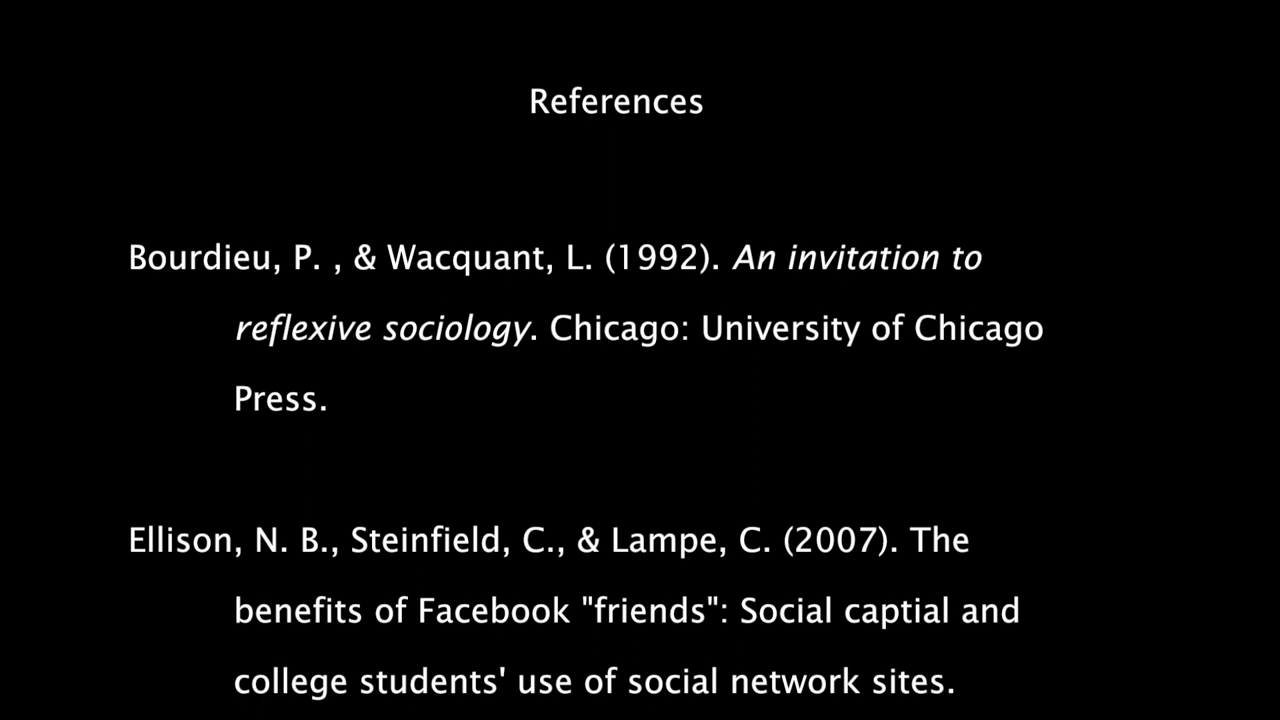 References
Bourdieu, P. , & Wacquant, L. (1992). An invitation to
reflexive sociology. Chicago: University of Chicago
Press.
Ellison, N. B., Steinfield, C., & Lampe, C. (2007). The
benefits of Facebook "friends": Social captial and
college students' use of social network sites.